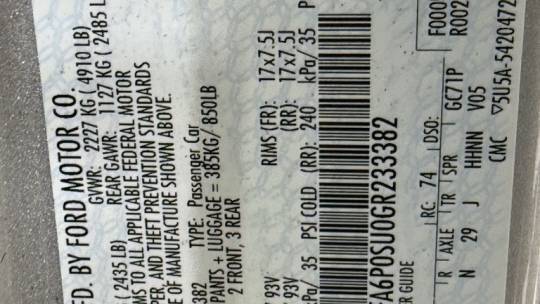 FD. BY FORD MOTOR CO.
GVWR: 2227 KG ( 4910 LB)
( 2435 LB) REAR GAWR: 1127 KG ( 2485 L
MS TO ALL APPLICABLE FEDERAL MOTOR
PER, AND THEFT PREVENTION STANDARDS
E OF MANUFACTURE SHOWN ABOVE.
382 TYPE: Passenger Car
PANTS + LUGGAGE = 385KG/ 850LB
2 FRONT, 3 REAR
93V RIMS (FR): 17x7.5J
93V (RR): 17x7.5J
kPa/ 35 PSI COLD (RR): 240 kPa/ 35 P
A6P0SU0GR233382
R GUIDE
RC: 74 DSO: F000
R002
R AXLE TR SPR GC71P
N 29 J HHNN V05
CMC ▽5U5A-5420472